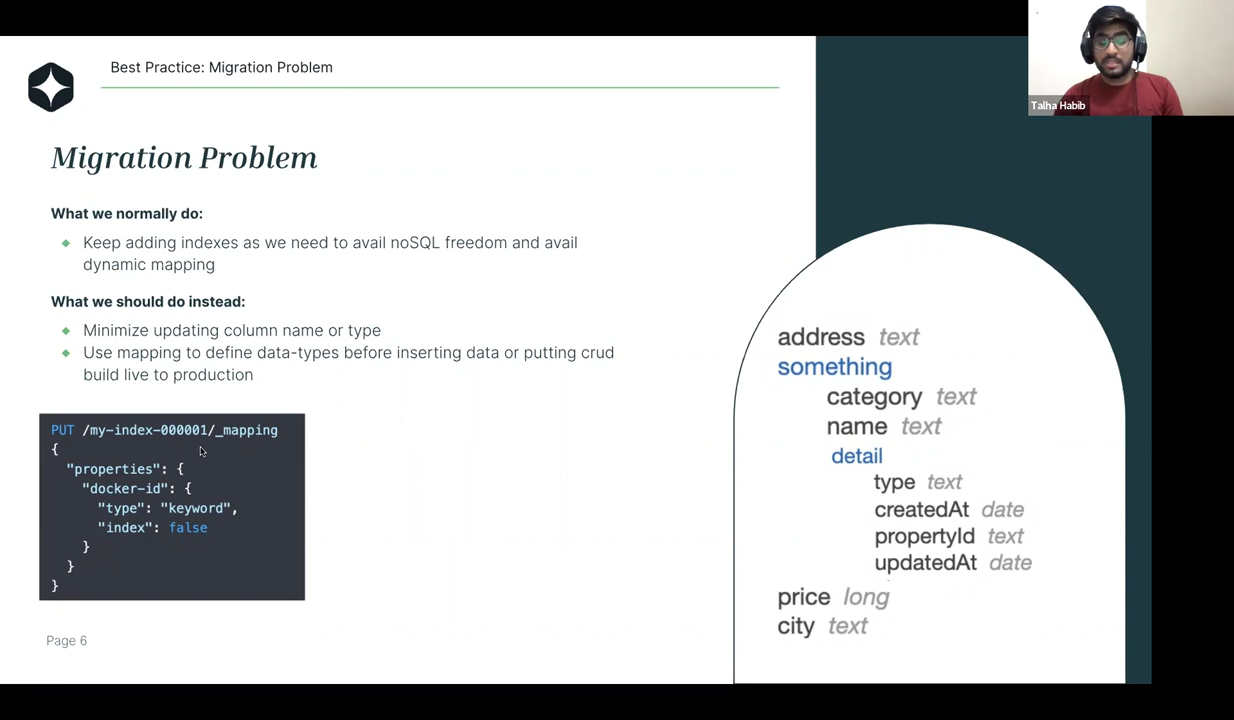 Best Practice: Migration Problem
Talha Habib
Migration Problem
What we normally do:
Keep adding indexes as we need to avail noSQL freedom and avail
dynamic mapping
What we should do instead:
Minimize updating column name or type
Use mapping to define data-types before inserting data or putting crud
build live to production
PUT /my-index-000001/_mapping
{
  "properties": {
    "docker-id": {
      "type": "keyword",
      "index": false
    }
  }
}
address text
something
category text
name text
detail
type text
createdAt date
propertyId text
updatedAt date
price long
city text
Page 6